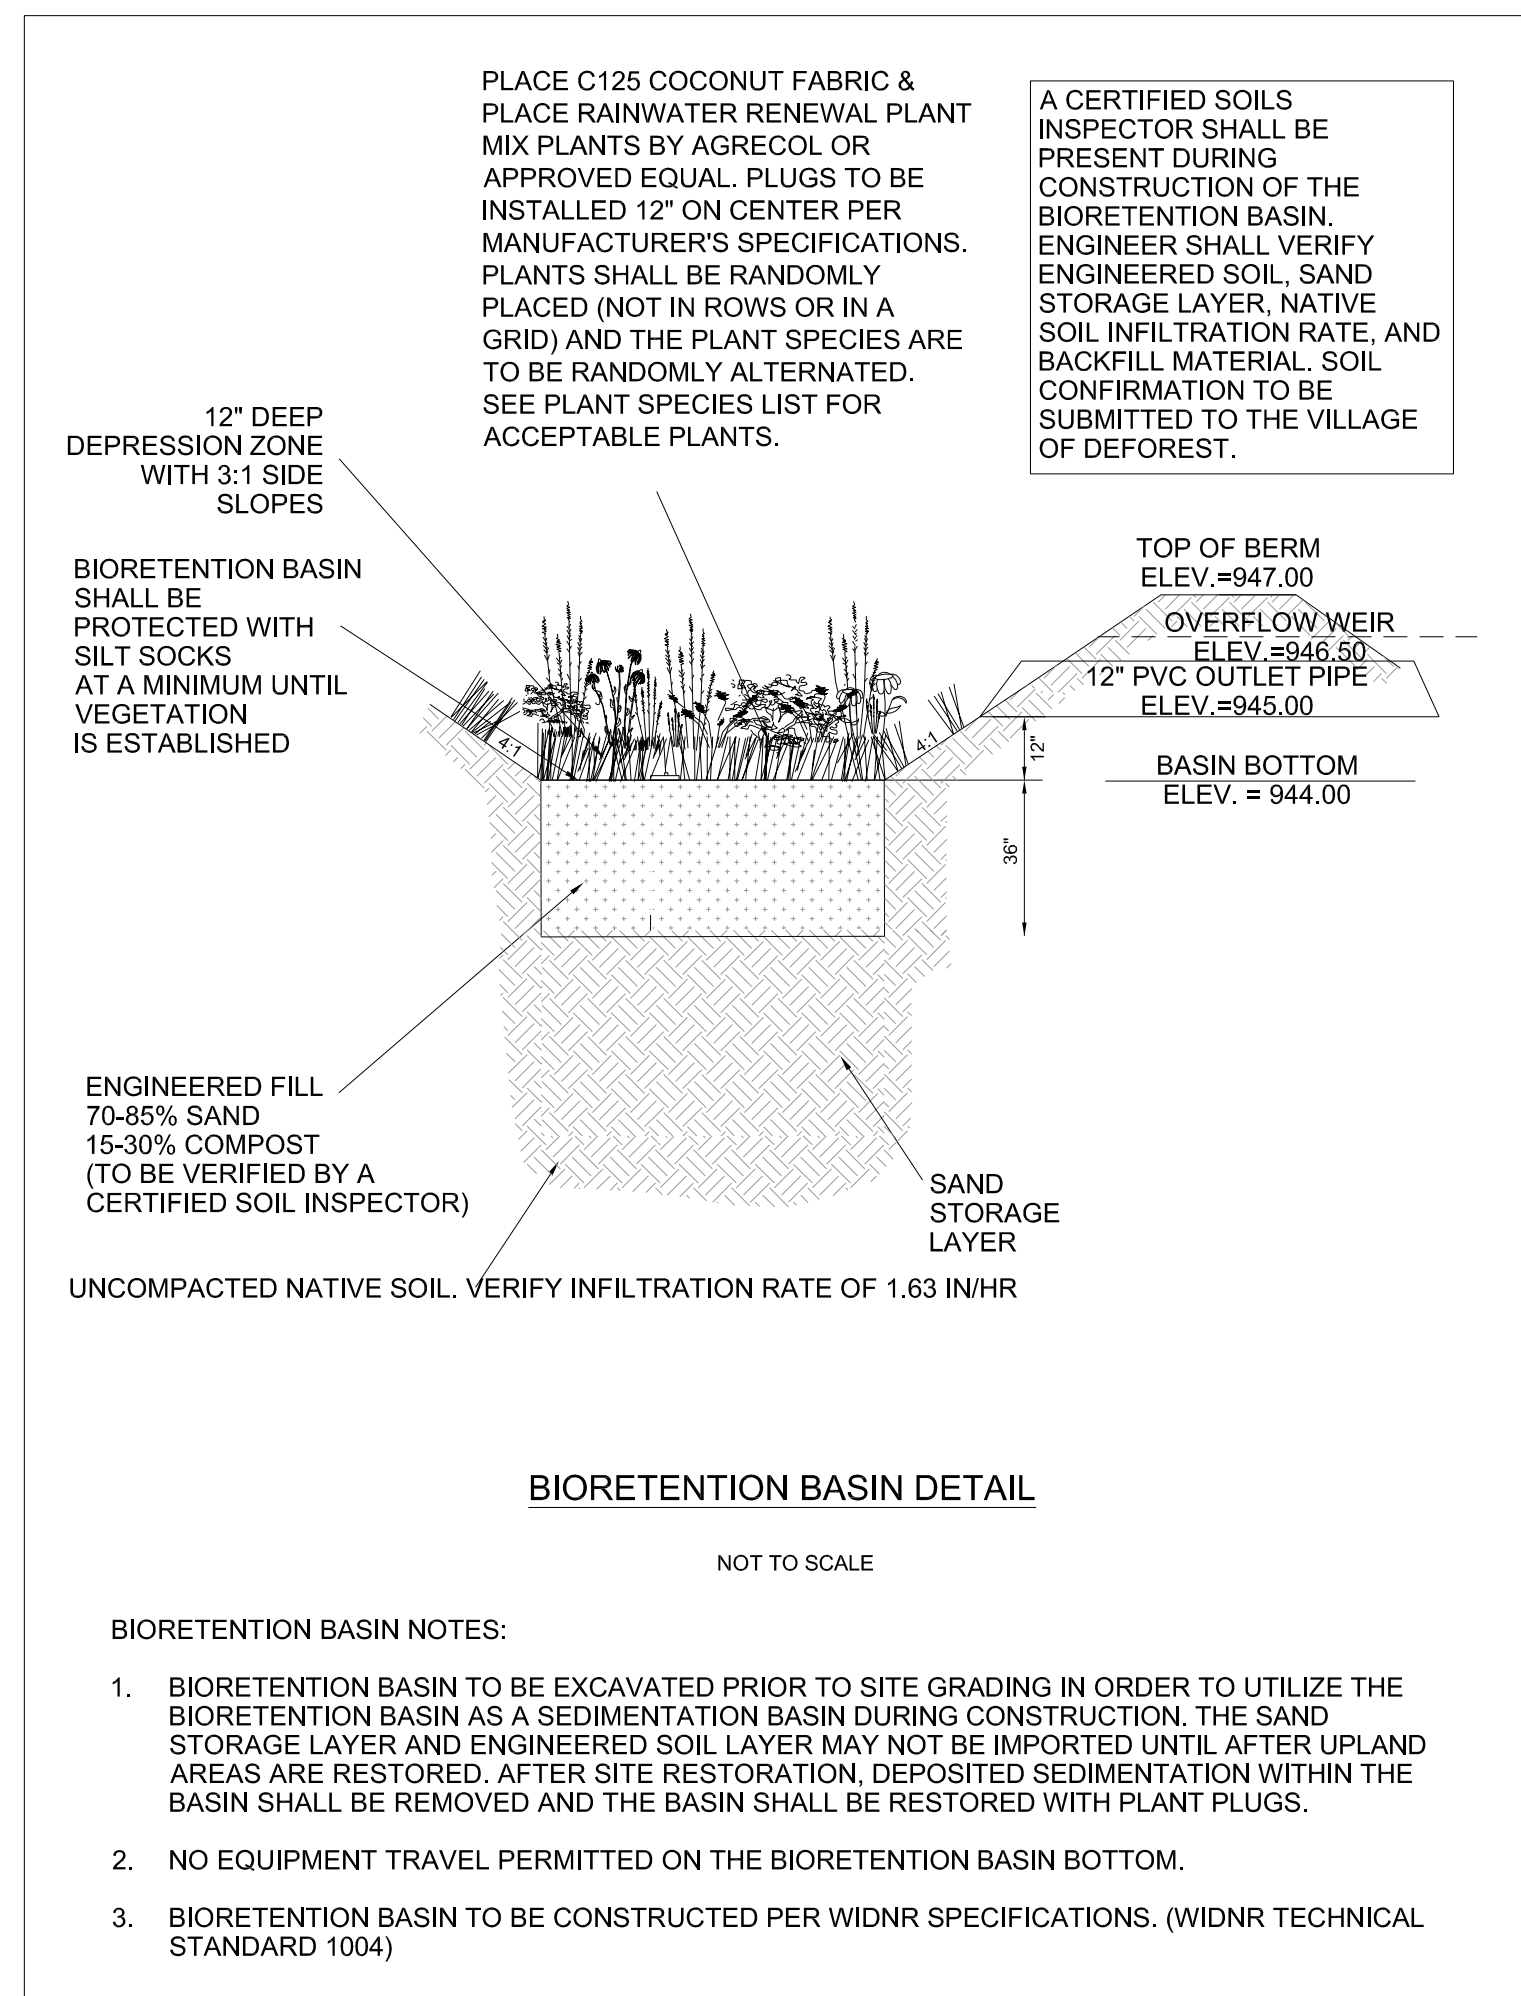 PLACE C125 COCONUT FABRIC &
PLACE RAINWATER RENEWAL PLANT
MIX PLANTS BY AGRECOL OR
APPROVED EQUAL. PLUGS TO BE
INSTALLED 12" ON CENTER PER
MANUFACTURER'S SPECIFICATIONS.
PLANTS SHALL BE RANDOMLY
PLACED (NOT IN ROWS OR IN A
GRID) AND THE PLANT SPECIES ARE
TO BE RANDOMLY ALTERNATED.
SEE PLANT SPECIES LIST FOR
ACCEPTABLE PLANTS.
A CERTIFIED SOILS
INSPECTOR SHALL BE
PRESENT DURING
CONSTRUCTION OF THE
BIORETENTION BASIN.
ENGINEER SHALL VERIFY
ENGINEERED SOIL, SAND
STORAGE LAYER, NATIVE
SOIL INFILTRATION RATE, AND
BACKFILL MATERIAL. SOIL
CONFIRMATION TO BE
SUBMITTED TO THE VILLAGE
OF DEFOREST.
12" DEEP
DEPRESSION ZONE
WITH 3:1 SIDE
SLOPES
BIORETENTION BASIN
SHALL BE
PROTECTED WITH
SILT SOCKS
AT A MINIMUM UNTIL
VEGETATION
IS ESTABLISHED
TOP OF BERM
ELEV.=947.00
OVERFLOW WEIR
ELEV.=946.50
12" PVC OUTLET PIPE
ELEV.=945.00
4:1
4:1
12"
BASIN BOTTOM
ELEV. = 944.00
36"
ENGINEERED FILL
70-85% SAND
15-30% COMPOST
(TO BE VERIFIED BY A
CERTIFIED SOIL INSPECTOR)
SAND
STORAGE
LAYER
UNCOMPACTED NATIVE SOIL. VERIFY INFILTRATION RATE OF 1.63 IN/HR
BIORETENTION BASIN DETAIL
NOT TO SCALE
BIORETENTION BASIN NOTES:
1. BIORETENTION BASIN TO BE EXCAVATED PRIOR TO SITE GRADING IN ORDER TO UTILIZE THE
BIORETENTION BASIN AS A SEDIMENTATION BASIN DURING CONSTRUCTION. THE SAND
STORAGE LAYER AND ENGINEERED SOIL LAYER MAY NOT BE IMPORTED UNTIL AFTER UPLAND
AREAS ARE RESTORED. AFTER SITE RESTORATION, DEPOSITED SEDIMENTATION WITHIN THE
BASIN SHALL BE REMOVED AND THE BASIN SHALL BE RESTORED WITH PLANT PLUGS.
2. NO EQUIPMENT TRAVEL PERMITTED ON THE BIORETENTION BASIN BOTTOM.
3. BIORETENTION BASIN TO BE CONSTRUCTED PER WIDNR SPECIFICATIONS. (WIDNR TECHNICAL
STANDARD 1004)